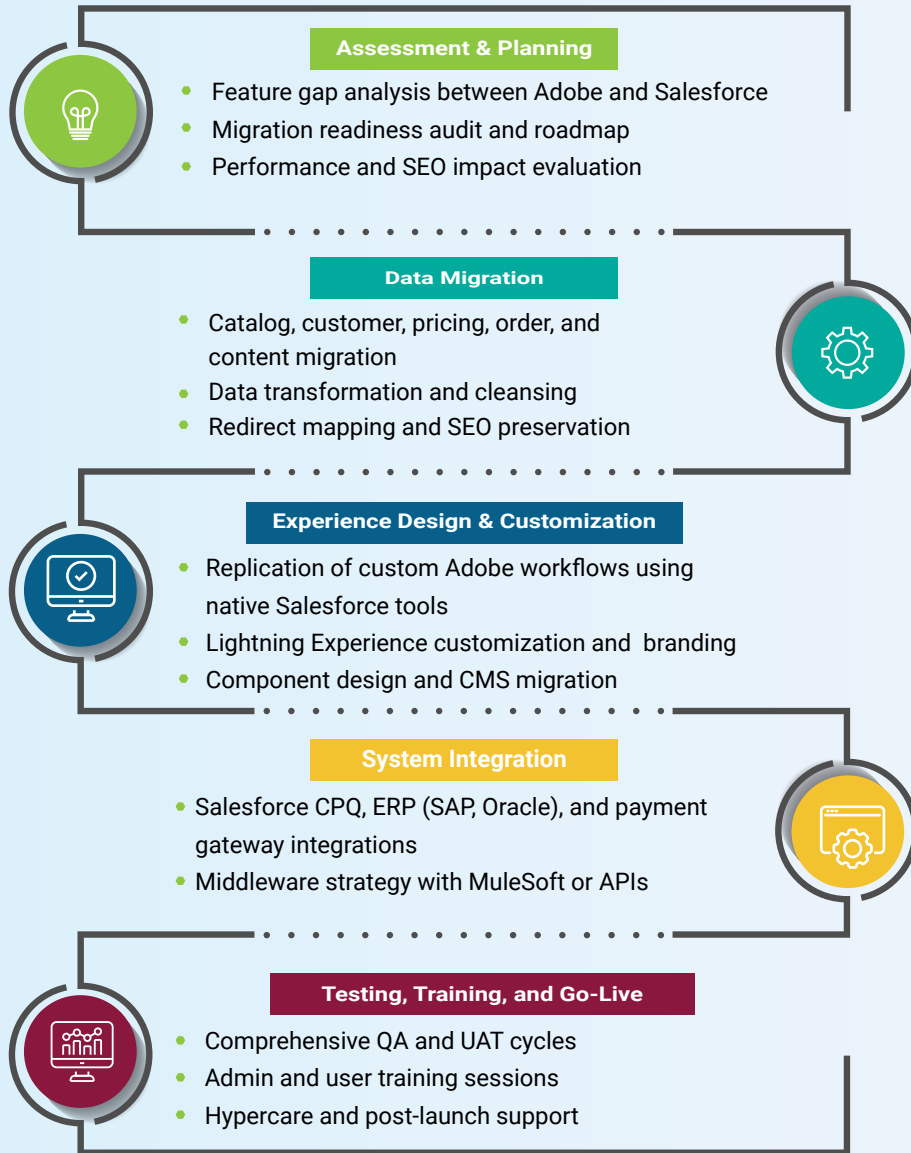 Assessment & Planning
Feature gap analysis between Adobe and Salesforce
Migration readiness audit and roadmap
Performance and SEO impact evaluation
Data Migration
Catalog, customer, pricing, order, and
content migration
Data transformation and cleansing
Redirect mapping and SEO preservation
Experience Design & Customization
Replication of custom Adobe workflows using
native Salesforce tools
Lightning Experience customization and branding
Component design and CMS migration
System Integration
Salesforce CPQ, ERP (SAP, Oracle), and payment
gateway integrations
Middleware strategy with MuleSoft or APIs
Testing, Training, and Go-Live
Comprehensive QA and UAT cycles
Admin and user training sessions
Hypercare and post-launch support